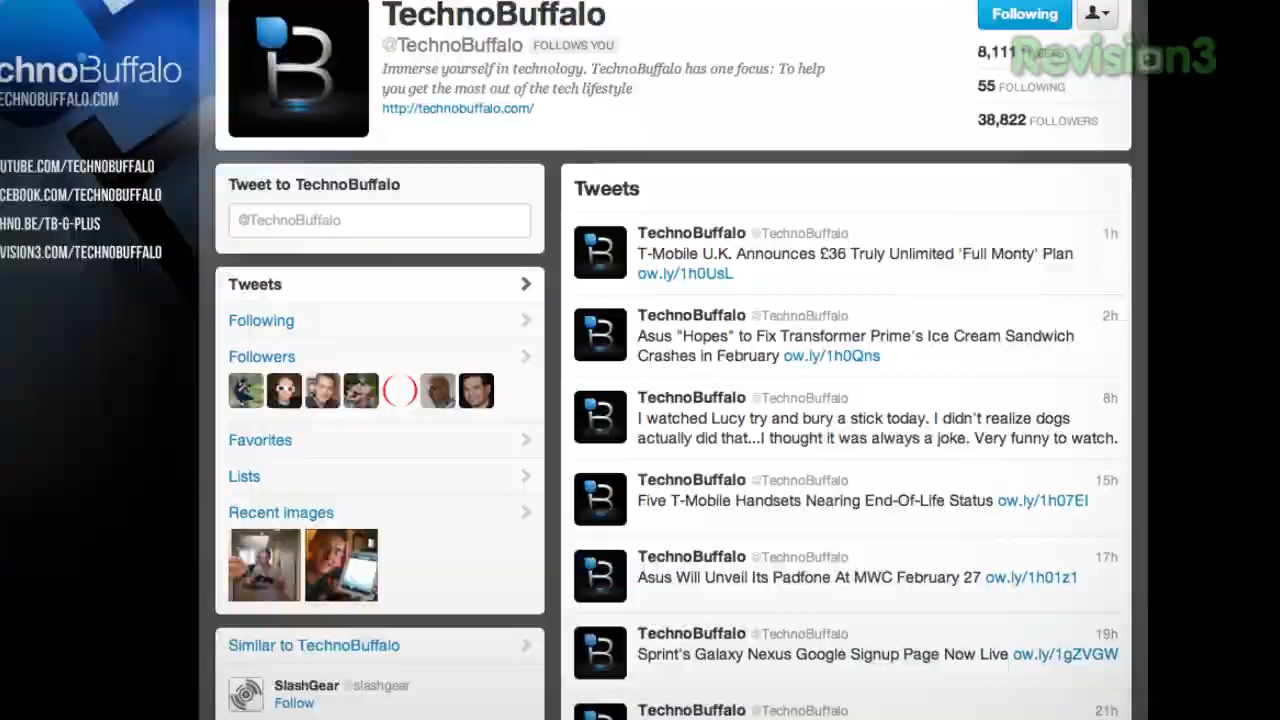 TechnoBuffalo
@TechnoBuffalo FOLLOWS YOU
Immerse yourself in technology. TechnoBuffalo has one focus: To help
you get the most out of the tech lifestyle
http://technobuffalo.com/
Following
8,111
Revision3
55 FOLLOWING
38,822 FOLLOWERS
chnoBuffalo
ECHNOBUFFALO.COM
UTUBE.COM/TECHNOBUFFALO
CEBOOK.COM/TECHNOBUFFALO
HNO.BE/TB-G-PLUS
VISION3.COM/TECHNOBUFFALO
Tweet to TechnoBuffalo
@TechnoBuffalo
Tweets
Following
Followers
Favorites
Lists
Recent images
Similar to TechnoBuffalo
SlashGear @slashgear
Follow
Tweets
TechnoBuffalo @TechnoBuffalo 1h
T-Mobile U.K. Announces £36 Truly Unlimited 'Full Monty' Plan
ow.ly/1h0UsL
TechnoBuffalo @TechnoBuffalo 2h
Asus "Hopes" to Fix Transformer Prime's Ice Cream Sandwich
Crashes in February ow.ly/1h0Qns
TechnoBuffalo @TechnoBuffalo 8h
I watched Lucy try and bury a stick today. I didn't realize dogs
actually did that...I thought it was always a joke. Very funny to watch.
TechnoBuffalo @TechnoBuffalo 15h
Five T-Mobile Handsets Nearing End-Of-Life Status ow.ly/1h07EI
TechnoBuffalo @TechnoBuffalo 17h
Asus Will Unveil Its Padfone At MWC February 27 ow.ly/1h01z1
TechnoBuffalo @TechnoBuffalo 19h
Sprint's Galaxy Nexus Google Signup Page Now Live ow.ly/1gZVGW
TechnoBuffalo @TechnoBuffalo 21h